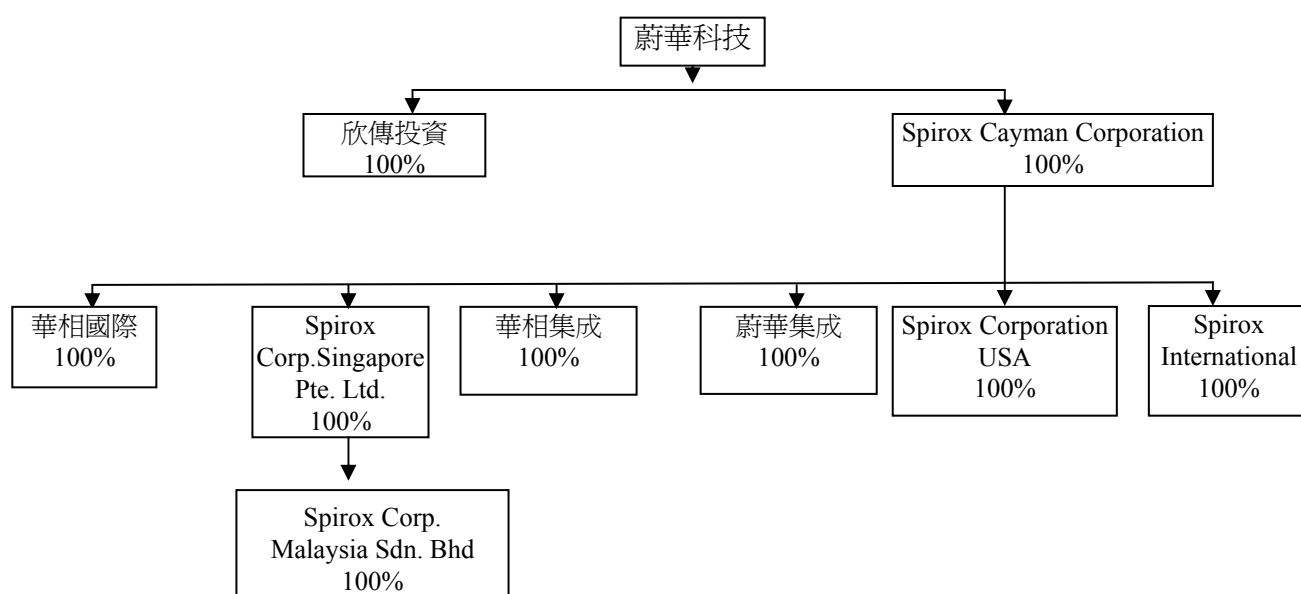 蔚華科技
欣傳投資
100%
Spirox Cayman Corporation
100%
華相國際
100%
Spirox
Corp.Singapore
Pte. Ltd.
100%
華相集成
100%
蔚華集成
100%
Spirox Corporation
USA
100%
Spirox
International
100%
Spirox Corp.
Malaysia Sdn. Bhd
100%